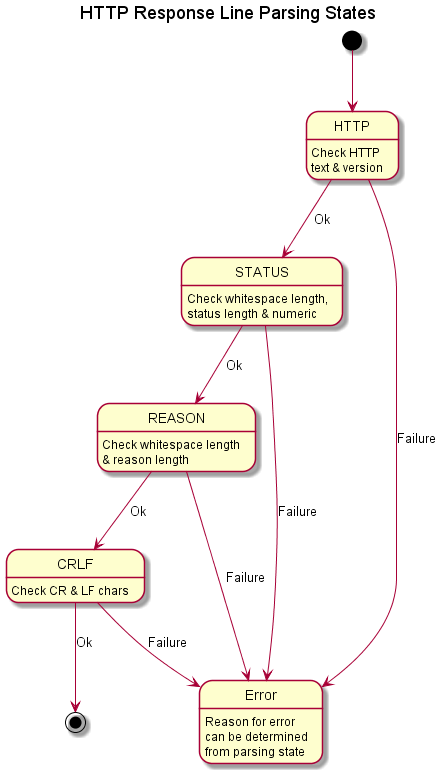 HTTP Response Line Parsing States
HTTP
Check HTTP
text & version
Ok
STATUS
Check whitespace length,
status length & numeric
Ok
Failure
REASON
Check whitespace length
& reason length
Ok
Failure
CRLF
Check CR & LF chars
Failure
Ok
Failure
Error
Reason for error
can be determined
from parsing state